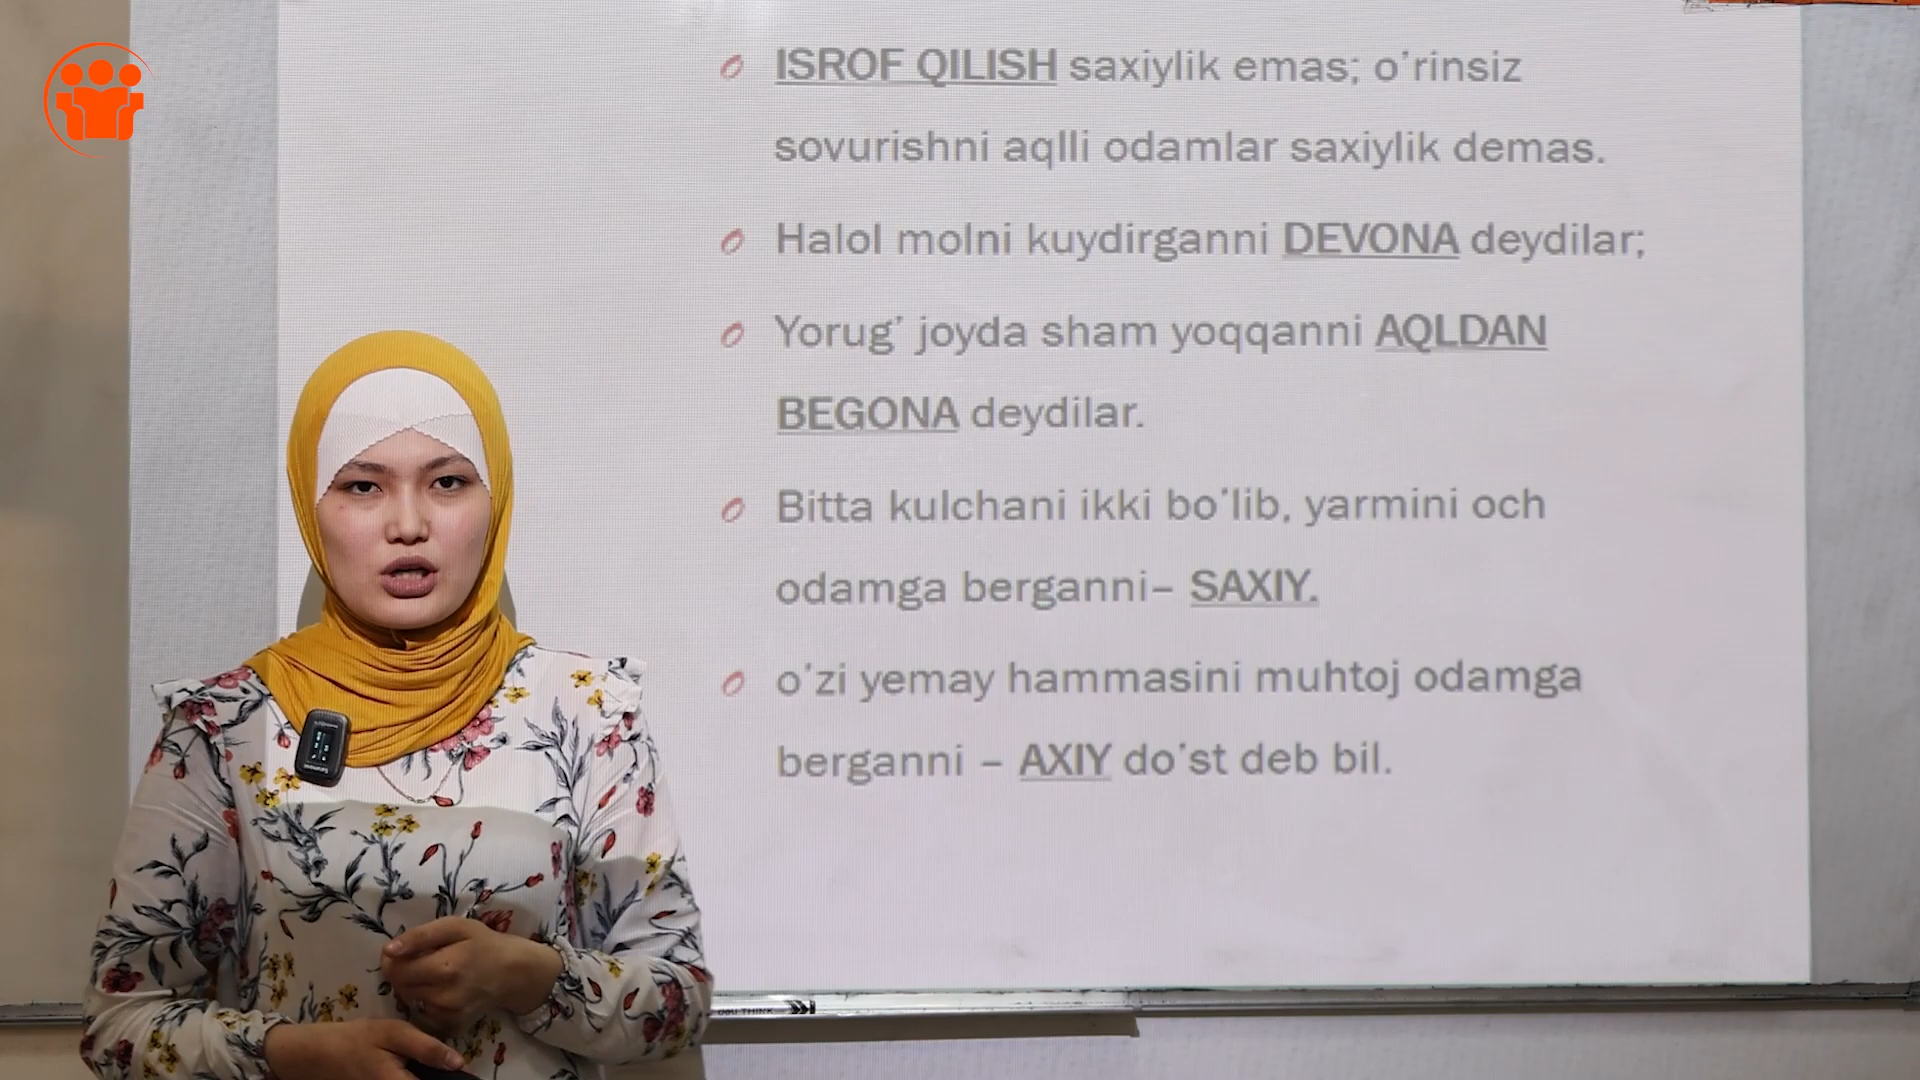 ISROF QILISH saxiylik emas; o'rinsiz
sovurishni aqlli odamlar saxiylik demas.
Halol molni kuydirganni DEVONA deydilar;
Yorug' joyda sham yoqqanni AQLDAN
BEGONA deydilar.
Bitta kulchani ikki bo'lib, yarmini och
odamga berganni– SAXIY.
o'zi yemay hammasini muhtoj odamga
berganni – AXIY do'st deb bil.
deli THINK